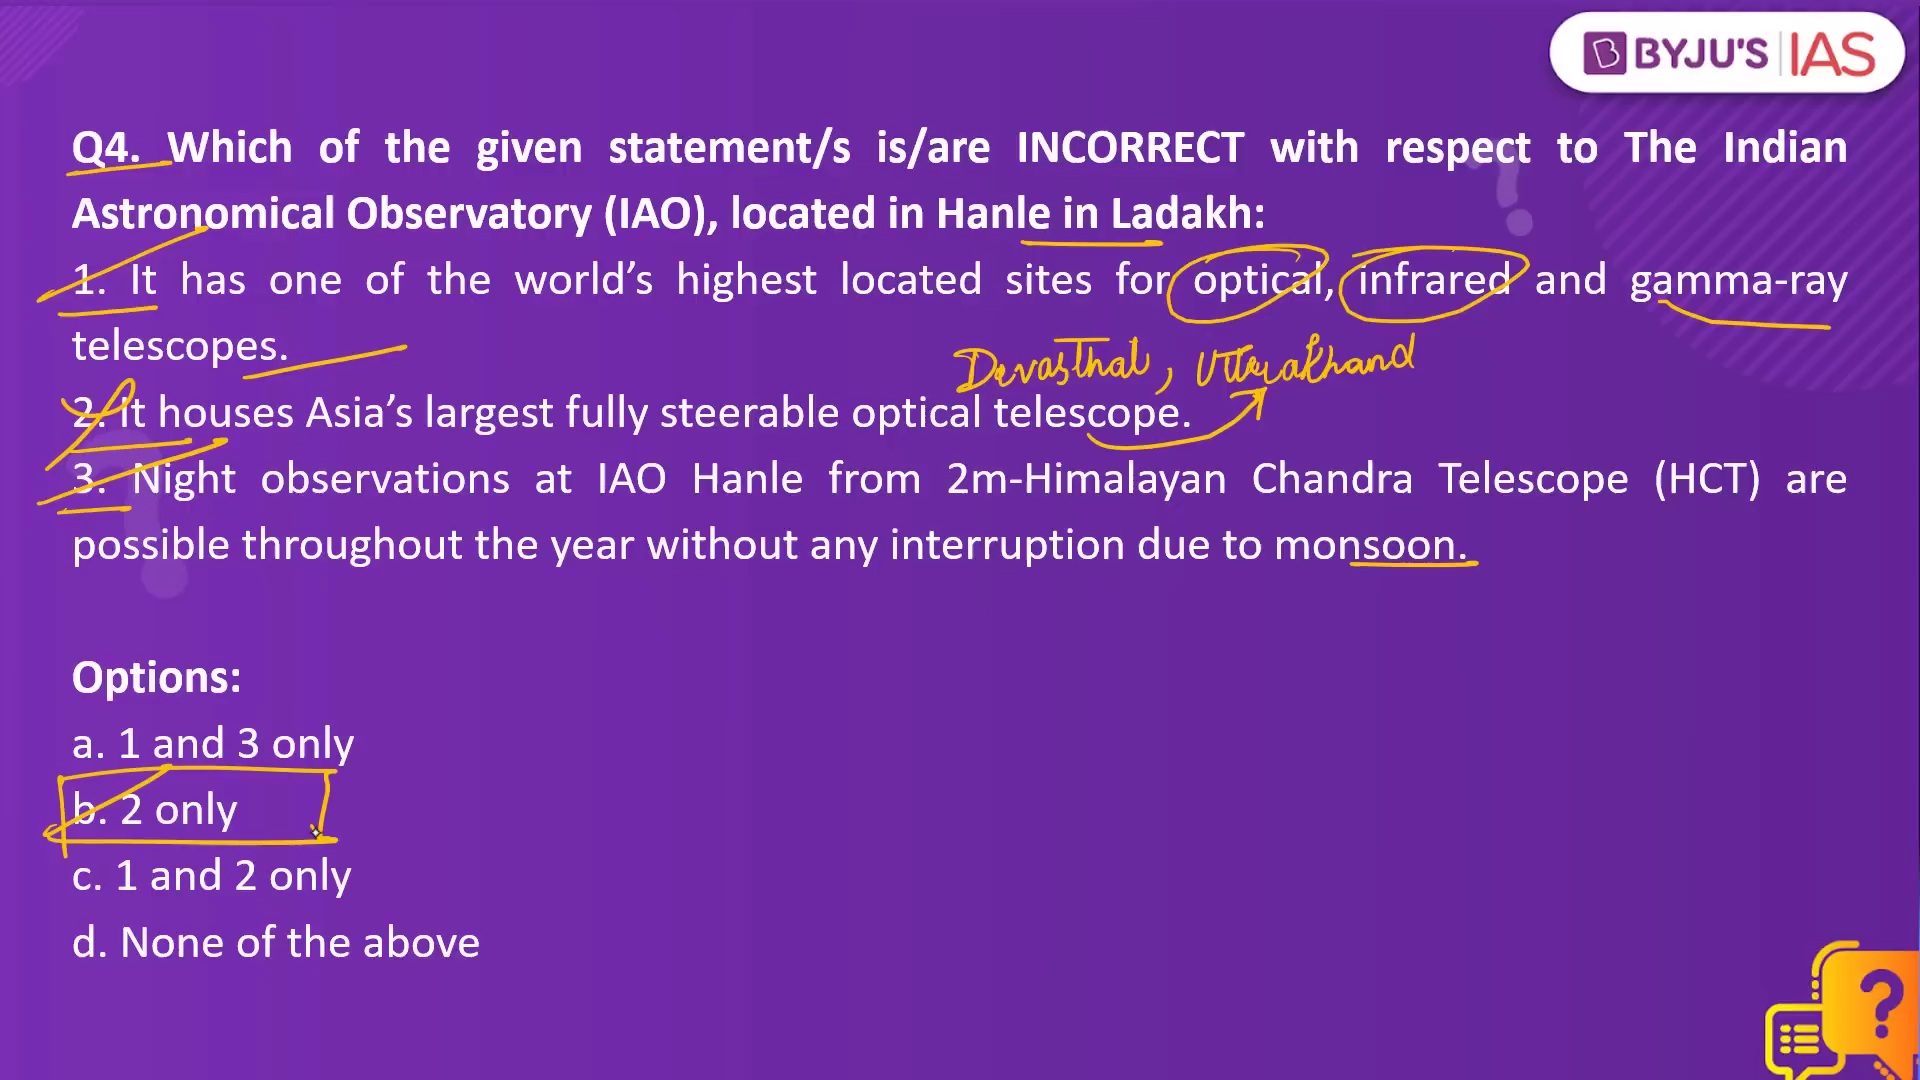 BYJU'S IAS
Q4. Which of the given statement/s is/are INCORRECT with respect to The Indian
Astronomical Observatory (IAO), located in Hanle in Ladakh:
1. It has one of the world’s highest located sites for optical, infrared and gamma-ray
telescopes.
Devasthal, Uttarakhand
2. It houses Asia’s largest fully steerable optical telescope.
3. Night observations at IAO Hanle from 2m-Himalayan Chandra Telescope (HCT) are
possible throughout the year without any interruption due to monsoon.
Options:
a. 1 and 3 only
b. 2 only
c. 1 and 2 only
d. None of the above